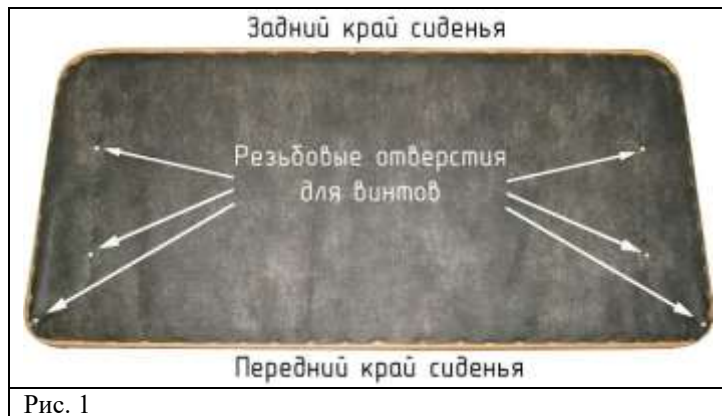 Задний край сиденья
Резьбовые отверстия
для винтов
Передний край сиденья
Рис. 1